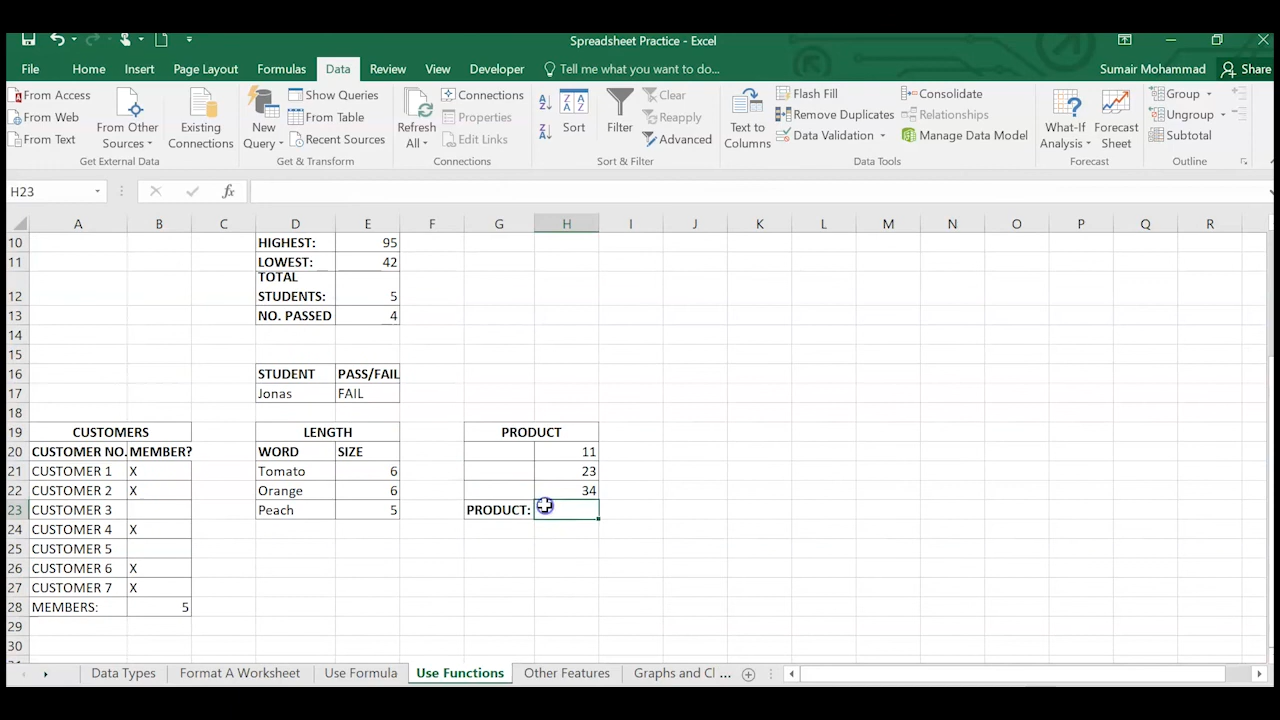 Spreadsheet Practice - Excel
File Home Insert Page Layout Formulas Data Review View Developer Tell me what you want to do... Sumair Mohammad Share
From Access
From Web
From Text
From Other Sources
Existing Connections
Get External Data
New Query
Show Queries
From Table
Recent Sources
Get & Transform
Refresh All
Connections
Properties
Edit Links
Connections
Sort
Filter
Clear
Reapply
Advanced
Sort & Filter
Text to Columns
Flash Fill
Remove Duplicates
Data Validation
Consolidate
Relationships
Manage Data Model
Data Tools
What-If Analysis
Forecast Sheet
Forecast
Group
Ungroup
Subtotal
Outline
H23 fx
A B C D E F G H I J K L M N O P Q R
10 HIGHEST: 95
11 LOWEST: 42
TOTAL
12 STUDENTS: 5
13 NO. PASSED 4
14
15
16 STUDENT PASS/FAIL
17 Jonas FAIL
18
19 CUSTOMERS LENGTH PRODUCT
20 CUSTOMER NO. MEMBER? WORD SIZE 11
21 CUSTOMER 1 X Tomato 6 23
22 CUSTOMER 2 X Orange 6 34
23 CUSTOMER 3 Peach 5 PRODUCT:
24 CUSTOMER 4 X
25 CUSTOMER 5
26 CUSTOMER 6 X
27 CUSTOMER 7 X
28 MEMBERS: 5
29
30
Data Types Format A Worksheet Use Formula Use Functions Other Features Graphs and Cl ...